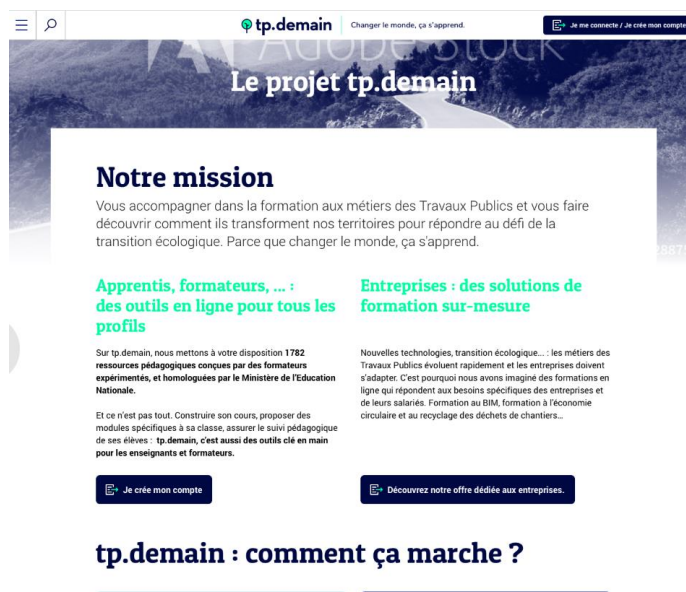 tp.demain
Changer le monde, ça s'apprend.
Je me connecte / Je crée mon compte
Adobe Stock
Le projet tp.demain
Notre mission
Vous accompagner dans la formation aux métiers des Travaux Publics et vous faire
découvrir comment ils transforment nos territoires pour répondre au défi de la
transition écologique. Parce que changer le monde, ça s'apprend.
Apprentis, formateurs, ... :
des outils en ligne pour tous les
profils
Sur tp.demain, nous mettons à votre disposition 1782
ressources pédagogiques conçues par des formateurs
expérimentés, et homologuées par le Ministère de l'Education
Nationale.
Et ce n'est pas tout. Construire son cours, proposer des
modules spécifiques à sa classe, assurer le suivi pédagogique
de ses élèves : tp.demain, c'est aussi des outils clé en main
pour les enseignants et formateurs.
Je crée mon compte
Entreprises : des solutions de
formation sur-mesure
Nouvelles technologies, transition écologique... : les métiers des
Travaux Publics évoluent rapidement et les entreprises doivent
s'adapter. C'est pourquoi nous avons imaginé des formations en
ligne qui répondent aux besoins spécifiques des entreprises et
de leurs salariés. Formation au BIM, formation à l'économie
circulaire et au recyclage des déchets de chantiers...
Découvrez notre offre dédiée aux entreprises.
tp.demain : comment ça marche ?